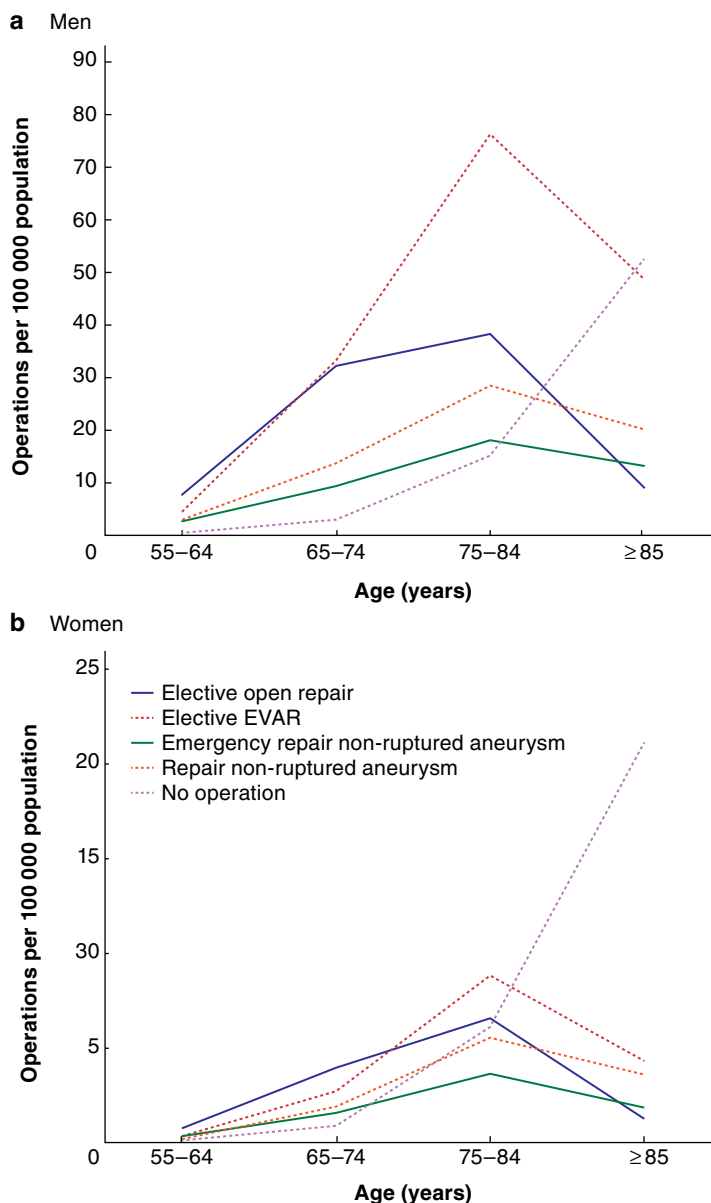 a Men
90
80
70
60
50
40
30
20
10
0
55–64 65–74 75–84 ≥85
Operations per 100 000 population
Age (years)
b Women
25
20
15
30
5
0
Elective open repair
Elective EVAR
Emergency repair non-ruptured aneurysm
Repair non-ruptured aneurysm
No operation
55–64 65–74 75–84 ≥85
Operations per 100 000 population
Age (years)